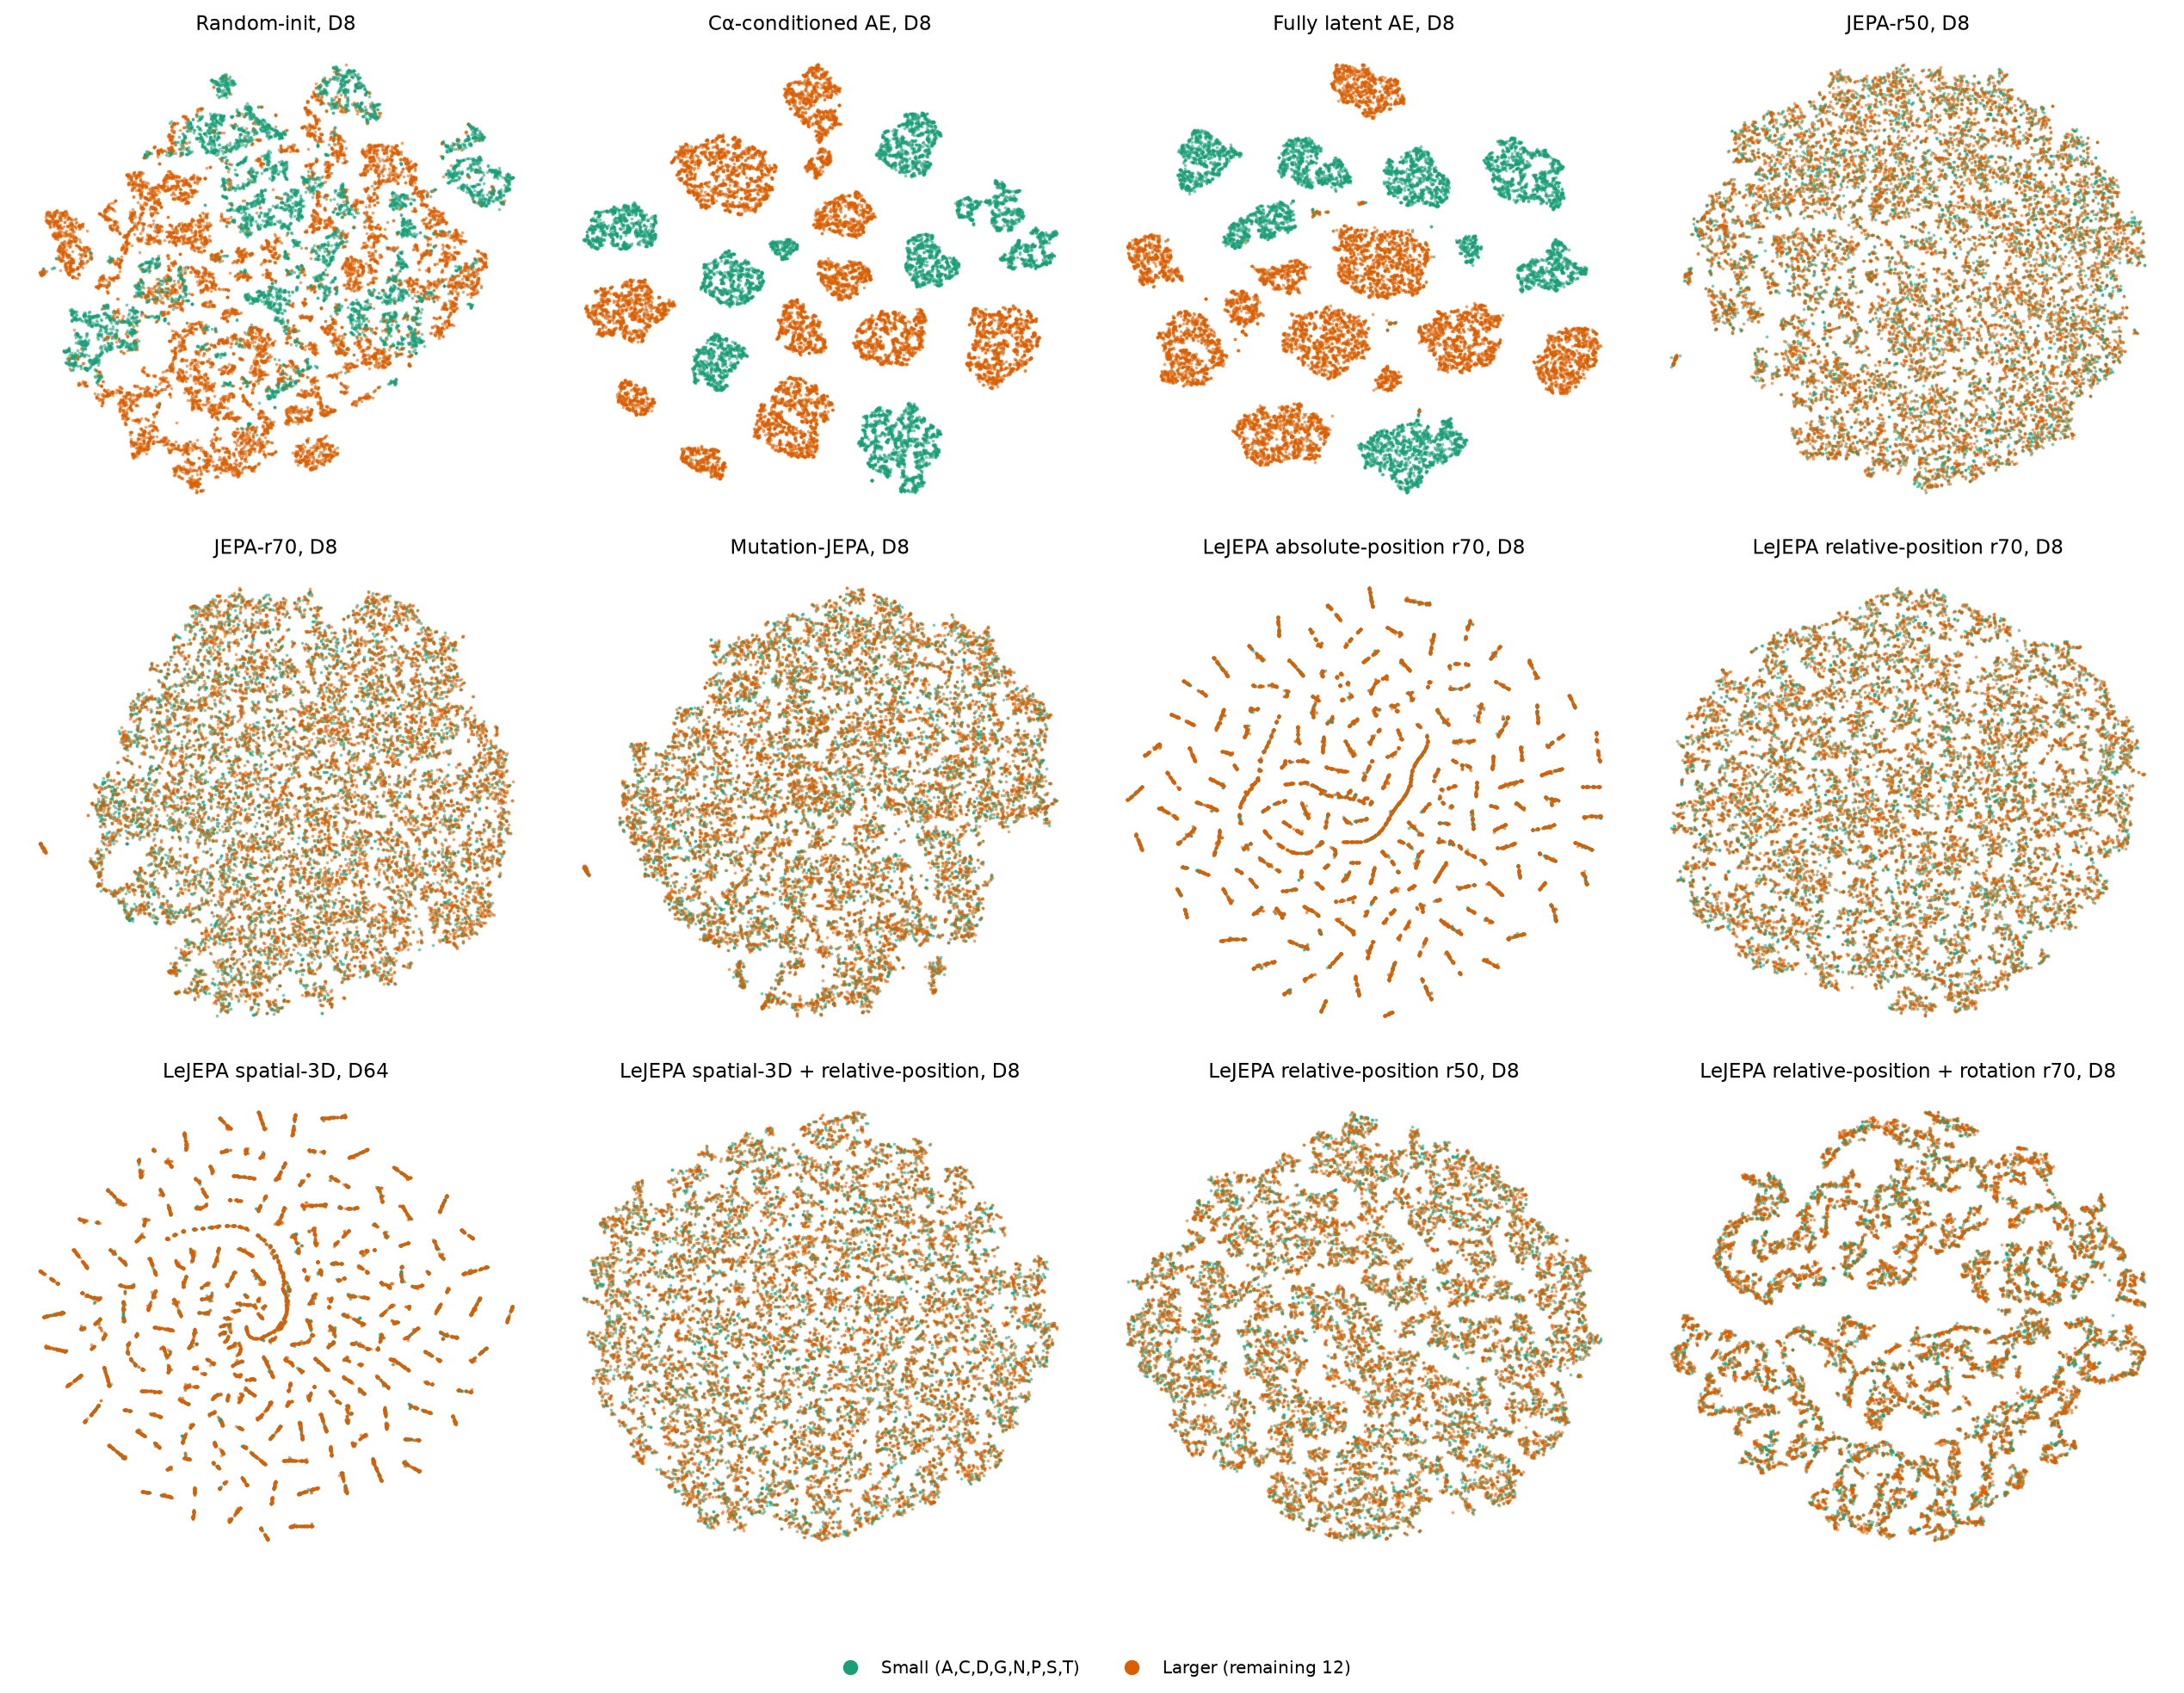 Random-init, D8
Cα-conditioned AE, D8
Fully latent AE, D8
JEPA-r50, D8
JEPA-r70, D8
Mutation-JEPA, D8
LeJEPA absolute-position r70, D8
LeJEPA relative-position r70, D8
LeJEPA spatial-3D, D64
LeJEPA spatial-3D + relative-position, D8
LeJEPA relative-position r50, D8
LeJEPA relative-position + rotation r70, D8
Small (A,C,D,G,N,P,S,T)
Larger (remaining 12)